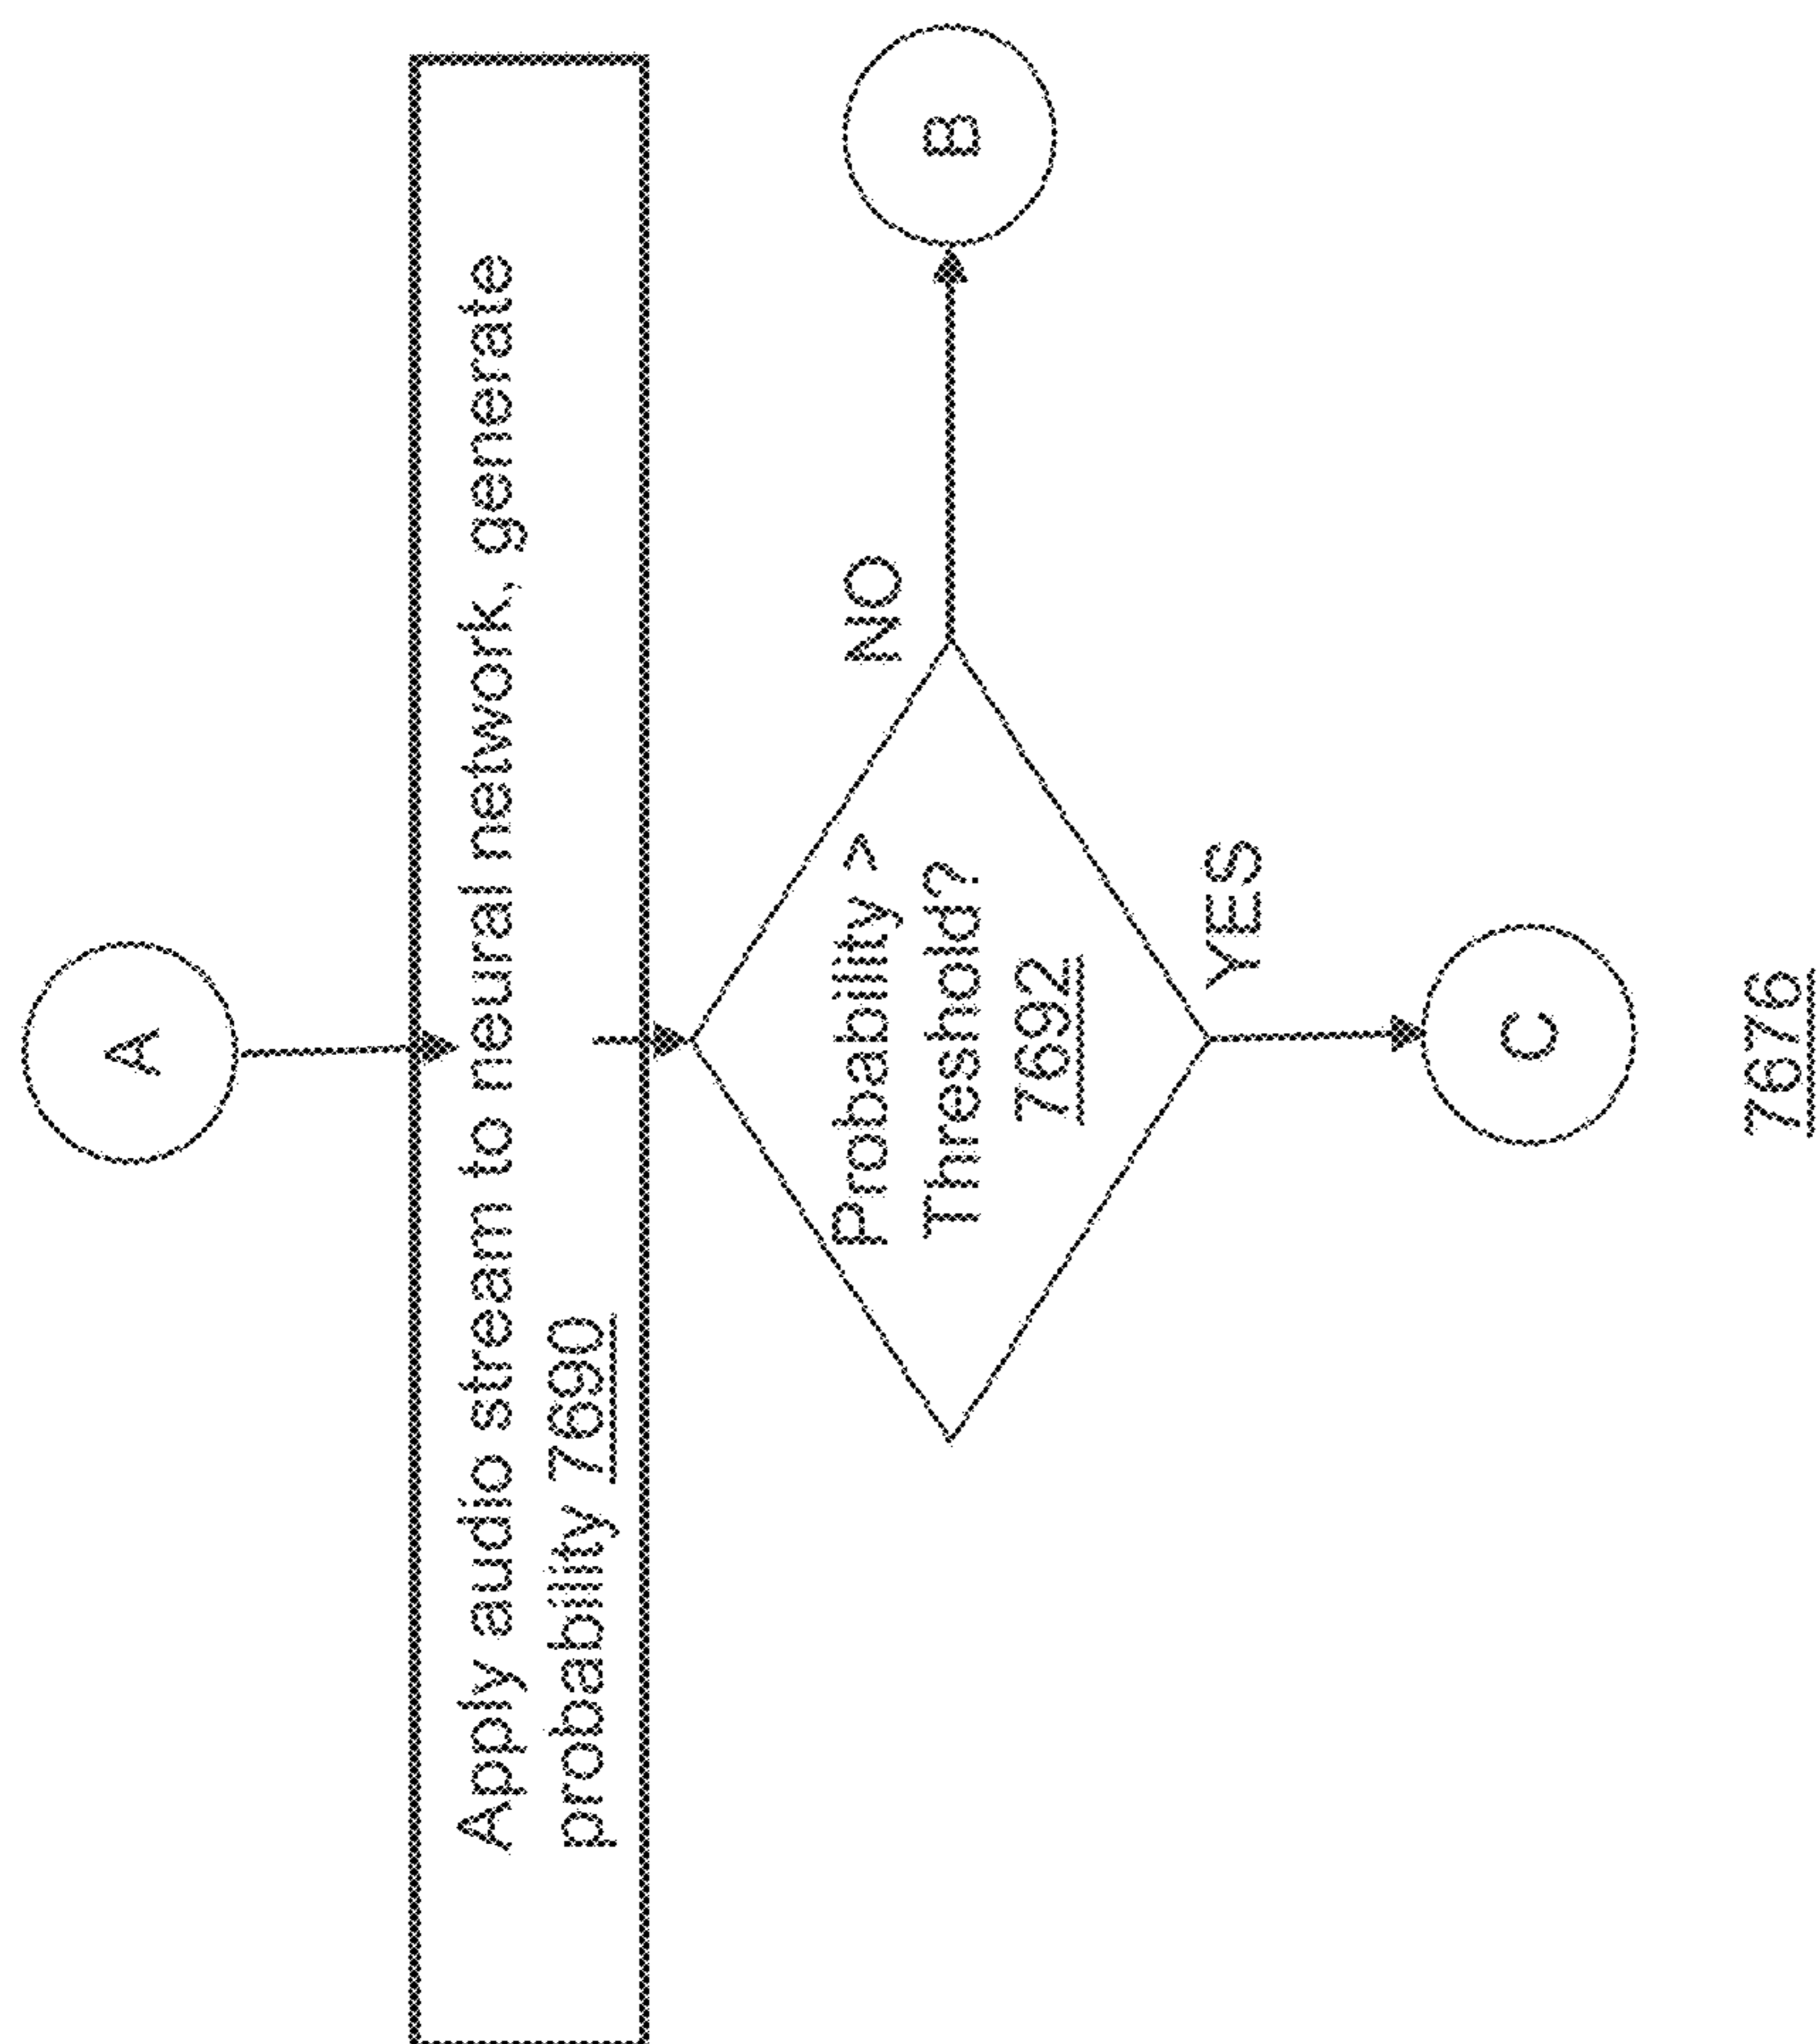 A
Apply audio stream to neural network, generate
probability 7690
Probability >
Threshold?
7692
NO
B
YES
C
7676